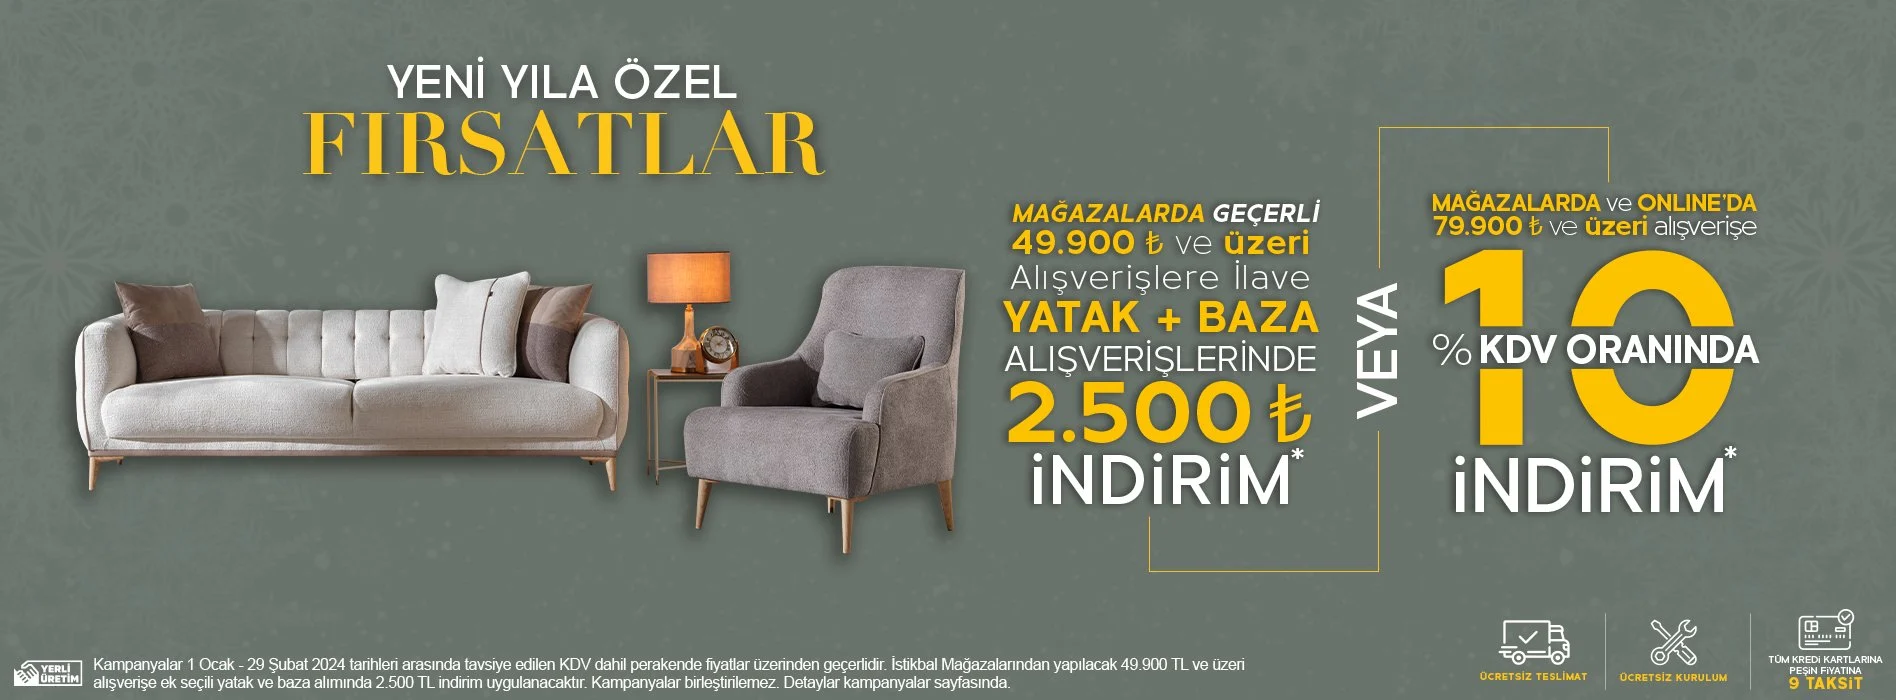 YENİ YILA ÖZEL
FIRSATLAR
MAĞAZALARDA GEÇERLİ
49.900 ₺ ve üzeri
Alışverişlere İlave
YATAK + BAZA
ALIŞVERİŞLERİNDE
2.500 ₺
İNDİRİM*
VEYA
MAĞAZALARDA ve ONLINE'DA
79.900 ₺ ve üzeri alışverişe
10
% KDV ORANINDA
İNDİRİM*
YERLİ
ÜRETİM
Kampanyalar 1 Ocak - 29 Şubat 2024 tarihleri arasında tavsiye edilen KDV dahil perakende fiyatlar üzerinden geçerlidir. İstikbal Mağazalarından yapılacak 49.900 TL ve üzeri
alışverişe ek seçili yatak ve baza alımında 2.500 TL indirim uygulanacaktır. Kampanyalar birleştirilemez. Detaylar kampanyalar sayfasında.
ÜCRETSİZ TESLİMAT
ÜCRETSİZ KURULUM
TÜM KREDİ KARTLARINA
PEŞİN FİYATINA
9 TAKSİT